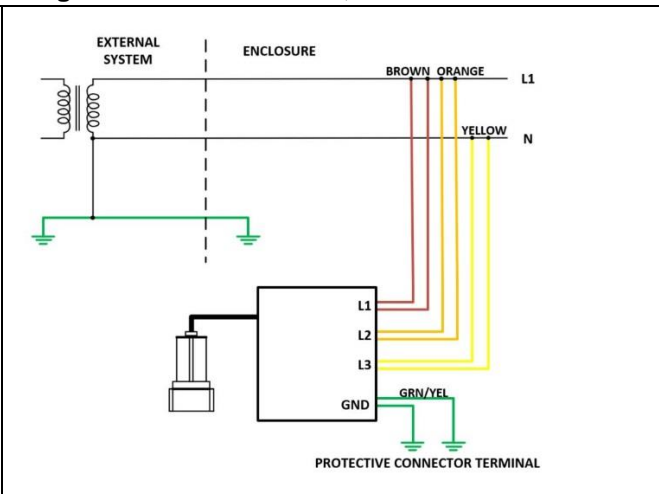 EXTERNAL
SYSTEM
ENCLOSURE
BROWN ORANGE
L1
YELLOW
N
L1
L2
L3
GND
GRN/YEL
PROTECTIVE CONNECTOR TERMINAL